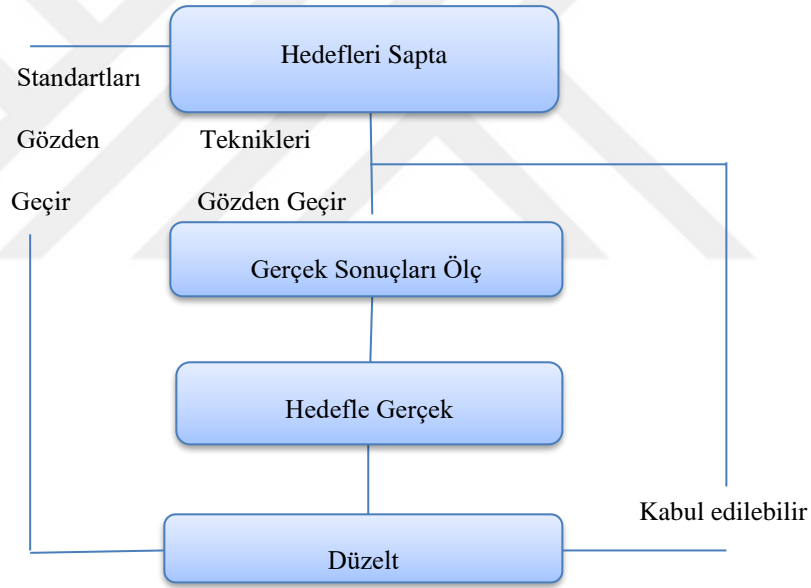 Hedefleri Sapta
Standartları
Gözden
Geçir
Teknikleri
Gözden Geçir
Gerçek Sonuçları Ölç
Hedefle Gerçek
Kabul edilebilir
Düzelt